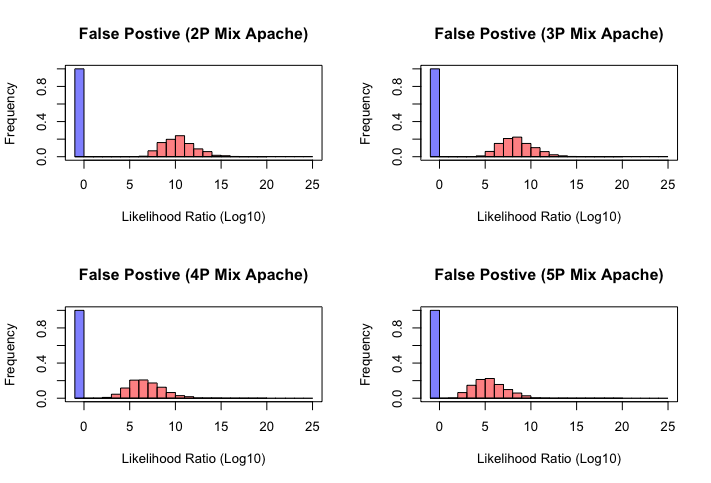 False Postive (2P Mix Apache)
Frequency
0.0 0.4 0.8
0 5 10 15 20 25
Likelihood Ratio (Log10)
False Postive (3P Mix Apache)
Frequency
0.0 0.4 0.8
0 5 10 15 20 25
Likelihood Ratio (Log10)
False Postive (4P Mix Apache)
Frequency
0.0 0.4 0.8
0 5 10 15 20 25
Likelihood Ratio (Log10)
False Postive (5P Mix Apache)
Frequency
0.0 0.4 0.8
0 5 10 15 20 25
Likelihood Ratio (Log10)